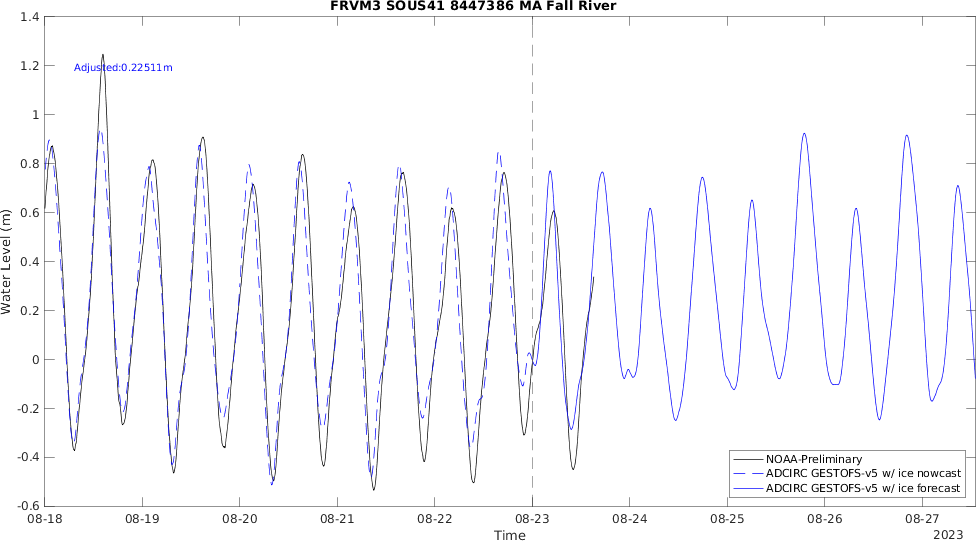 FRVM3 SOUS41 8447386 MA Fall River
Adjusted:0.22511m
Water Level (m)
1.4
1.2
1
0.8
0.6
0.4
0.2
0
-0.2
-0.4
-0.6
NOAA-Preliminary
ADCIRC GESTOFS-v5 w/ ice nowcast
ADCIRC GESTOFS-v5 w/ ice forecast
08-18 08-19 08-20 08-21 08-22 08-23 08-24 08-25 08-26 08-27
Time
2023